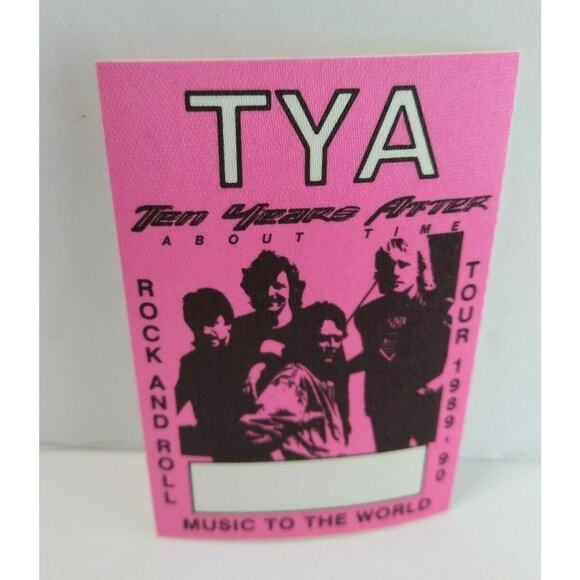 TYA
Ten Years After
ABOUT TIME
ROCK AND ROLL
TOUR 1989-90
MUSIC TO THE WORLD